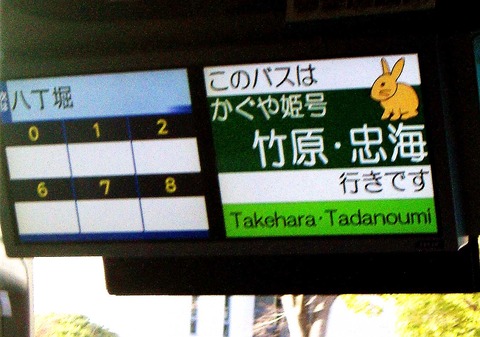 八丁堀
0 1 2
6 7 8
このバスは
かぐや姫号
竹原・忠海
行きです
Takehara・Tadanoumi